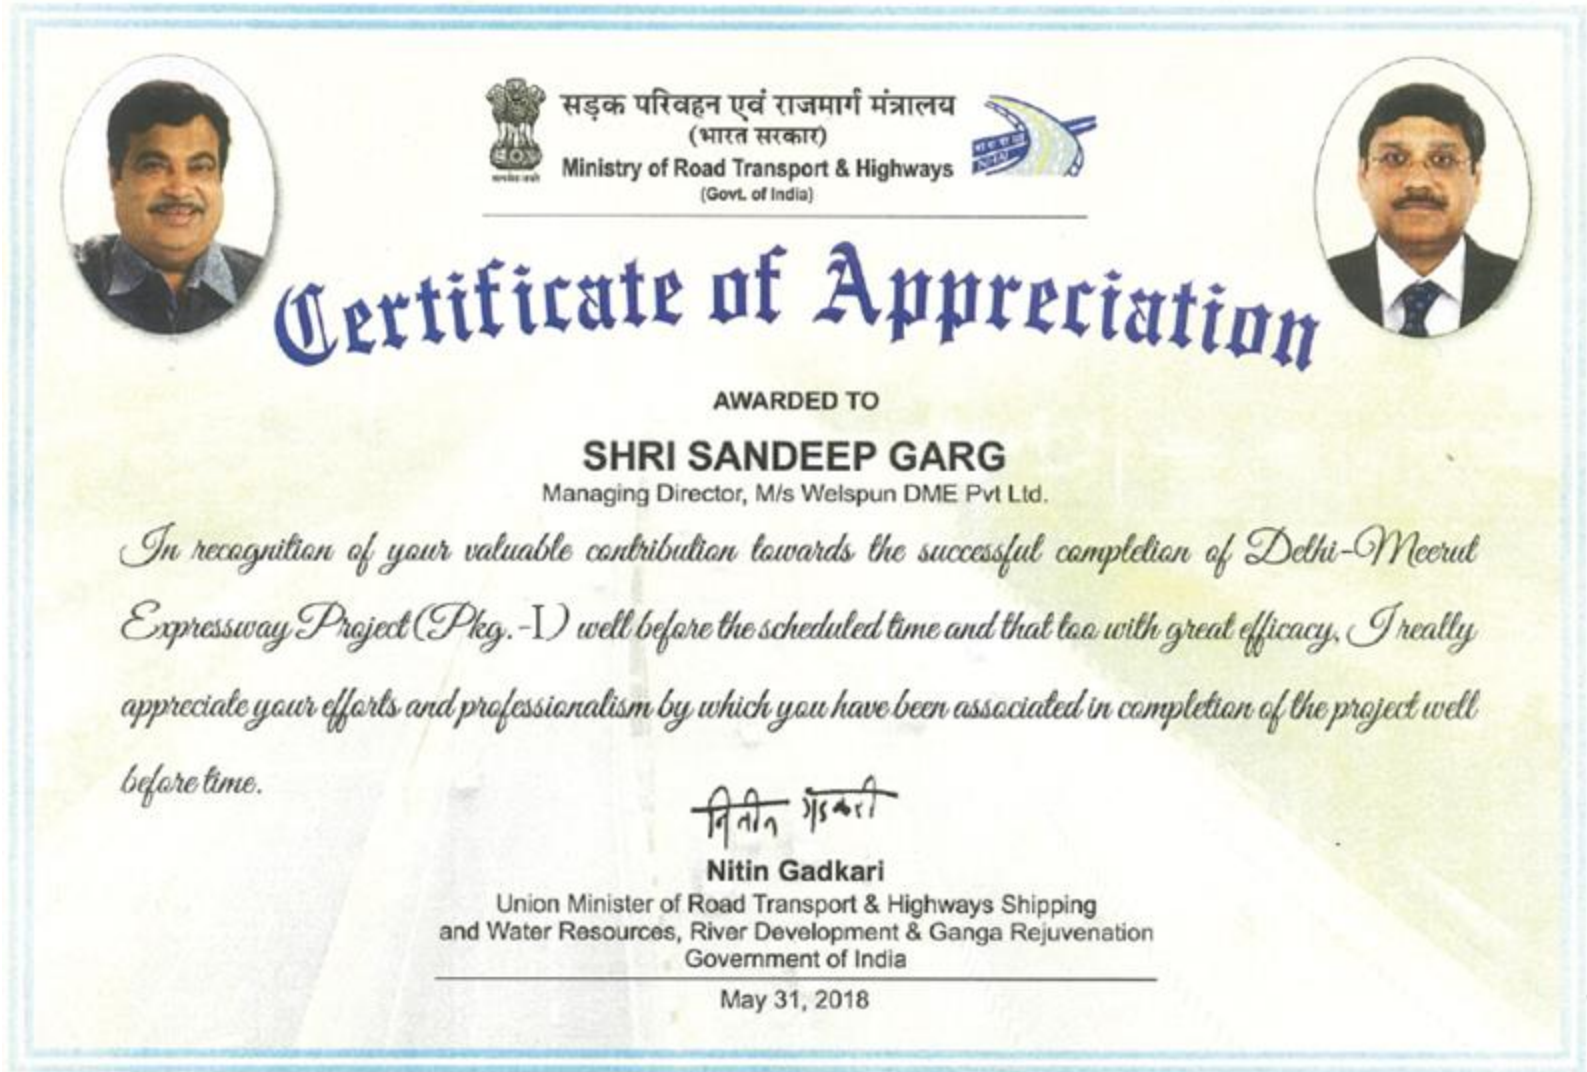 सड़क परिवहन एवं राजमार्ग मंत्रालय
(भारत सरकार)
Ministry of Road Transport & Highways
(Govt. of India)
सत्यमेव जयते
NHAI
Certificate of Appreciation
AWARDED TO
SHRI SANDEEP GARG
Managing Director, M/s Welspun DME Pvt Ltd.
In recognition of your valuable contribution towards the successful completion of Delhi-Meerut
Expressway Project (Pkg.-I) well before the scheduled time and that too with great efficacy, I really
appreciate your efforts and professionalism by which you have been associated in completion of the project well
before time.
नितीन गडकरी
Nitin Gadkari
Union Minister of Road Transport & Highways Shipping
and Water Resources, River Development & Ganga Rejuvenation
Government of India
May 31, 2018